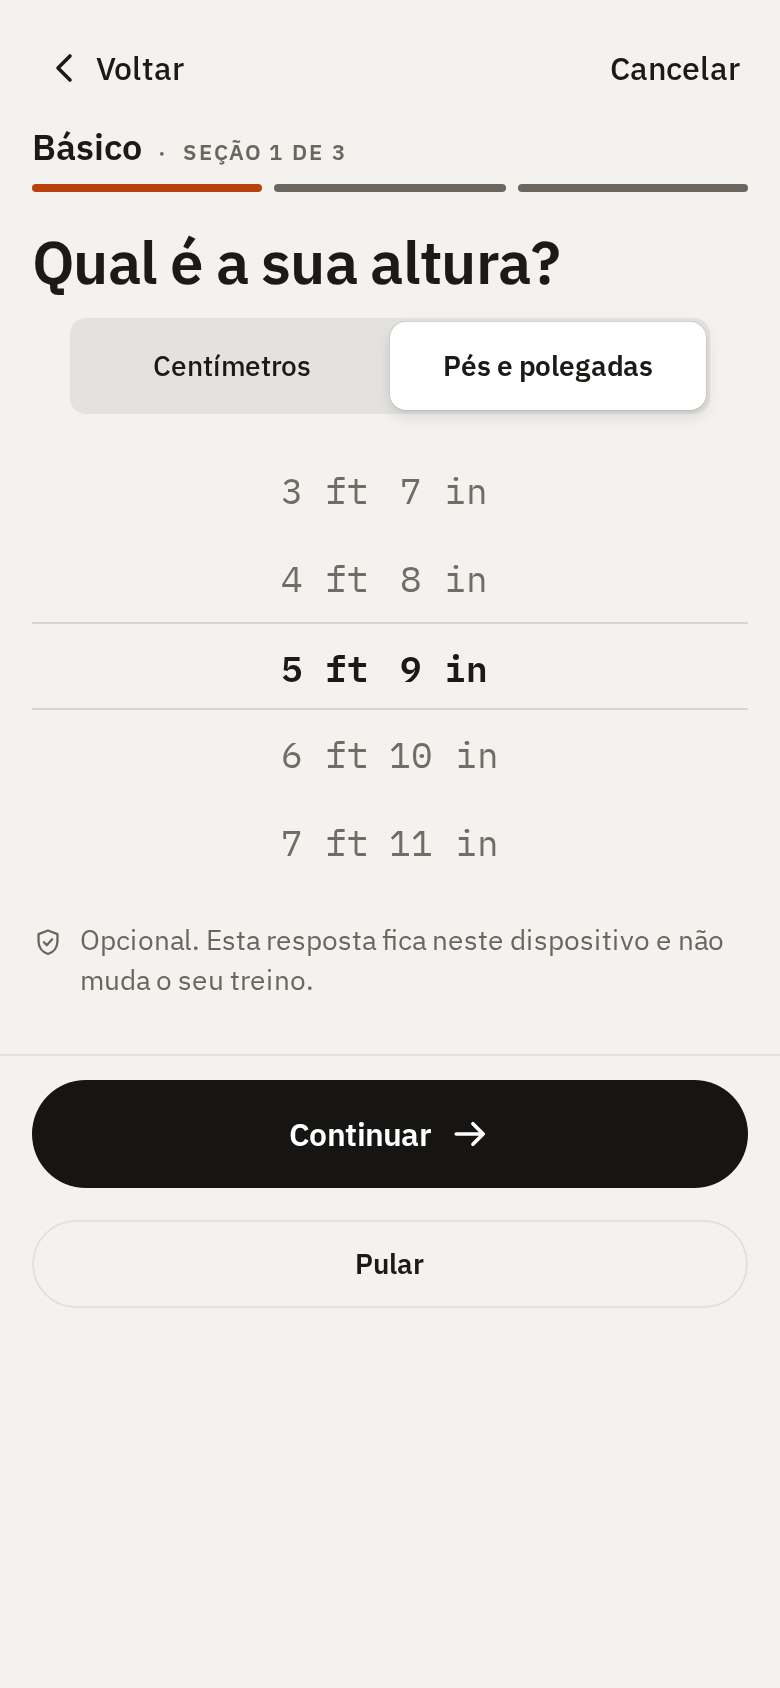 Voltar
Cancelar
Básico · SEÇÃO 1 DE 3
Qual é a sua altura?
Centímetros
Pés e polegadas
3 ft 7 in
4 ft 8 in
5 ft 9 in
6 ft 10 in
7 ft 11 in
Opcional. Esta resposta fica neste dispositivo e não
muda o seu treino.
Continuar
Pular